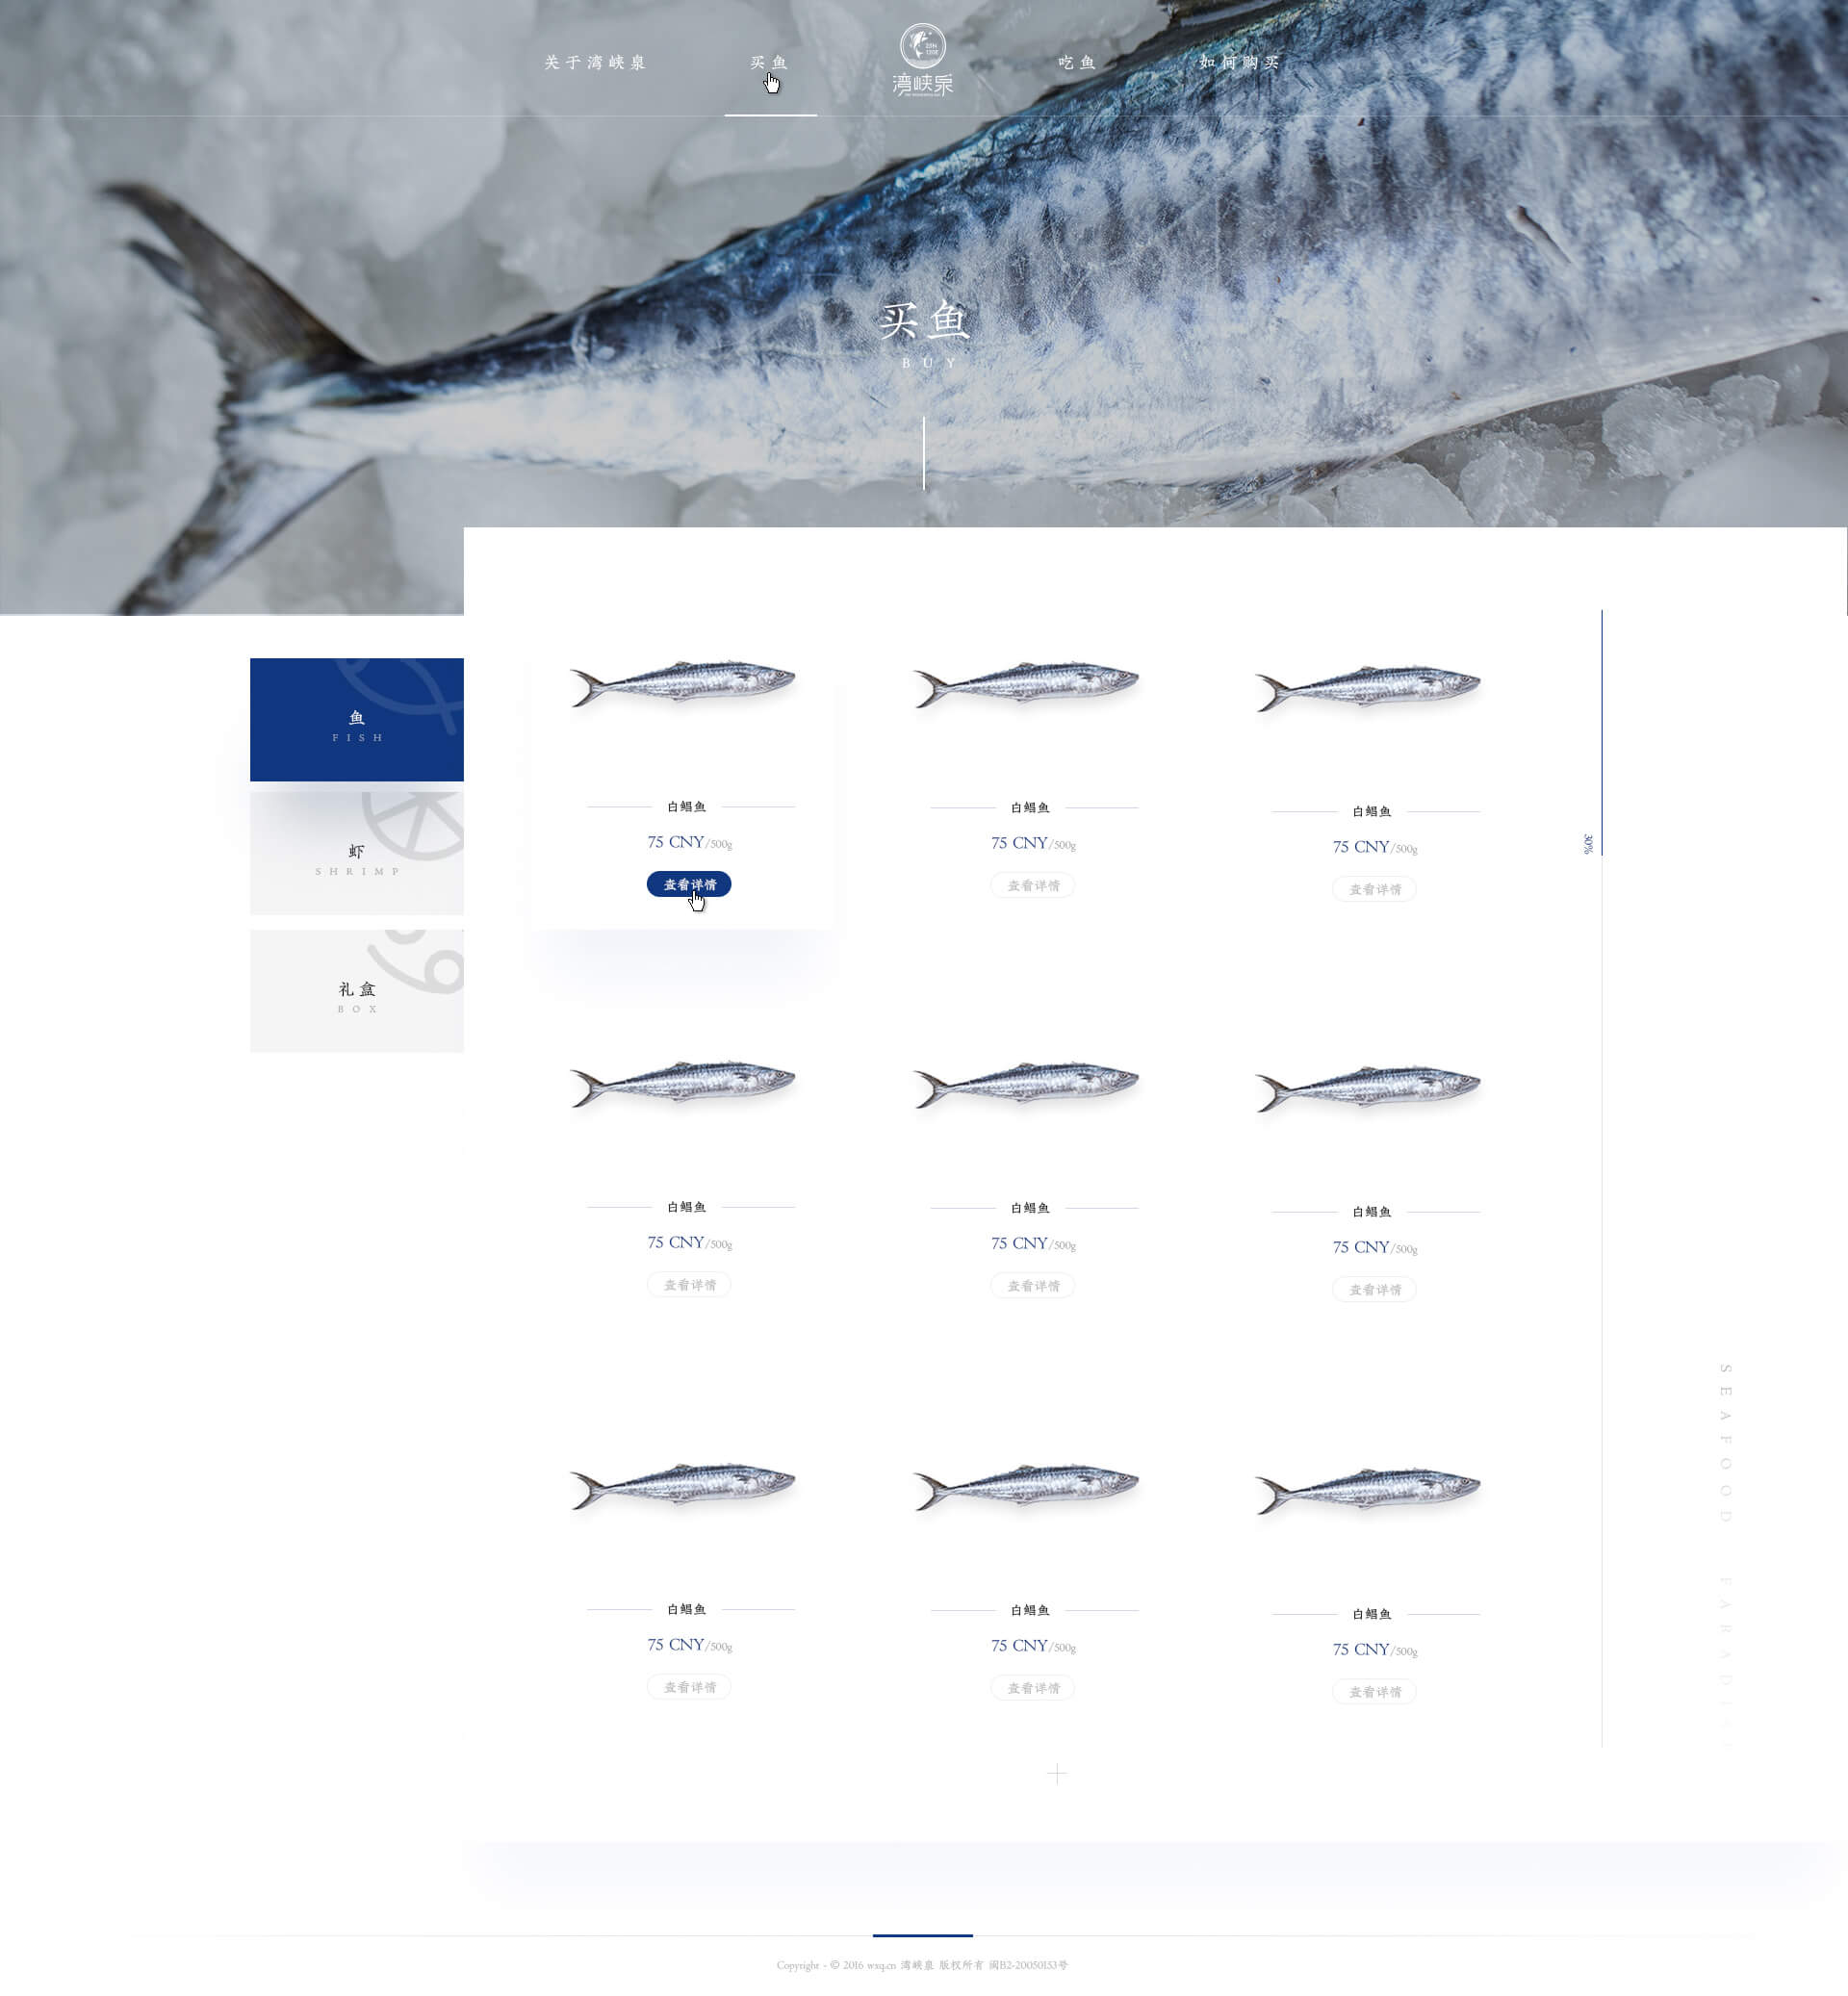 关于湾峡泉
买鱼
湾峡泉
吃鱼
如何购买
买鱼
BUY
鱼
FISH
虾
SHRIMP
礼盒
BOX
白鲳鱼
75 CNY/500g
查看详情
白鲳鱼
75 CNY/500g
查看详情
白鲳鱼
75 CNY/500g
查看详情
30%
白鲳鱼
75 CNY/500g
查看详情
白鲳鱼
75 CNY/500g
查看详情
白鲳鱼
75 CNY/500g
查看详情
白鲳鱼
75 CNY/500g
查看详情
白鲳鱼
75 CNY/500g
查看详情
白鲳鱼
75 CNY/500g
查看详情
SEAFOOD
Copyright - © 2016 wxq.cn 湾峡泉 版权所有 闽B2-20050153号